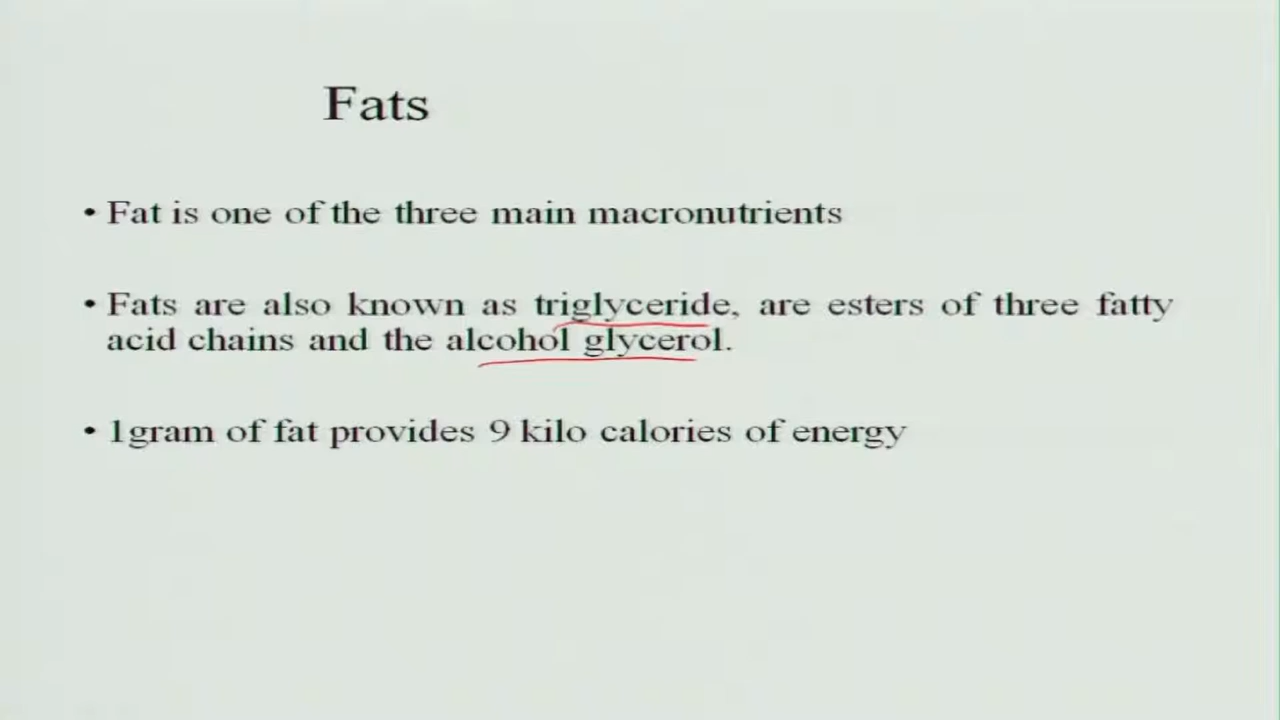 Fats
• Fat is one of the three main macronutrients
• Fats are also known as triglyceride, are esters of three fatty
acid chains and the alcohol glycerol.
• 1gram of fat provides 9 kilo calories of energy